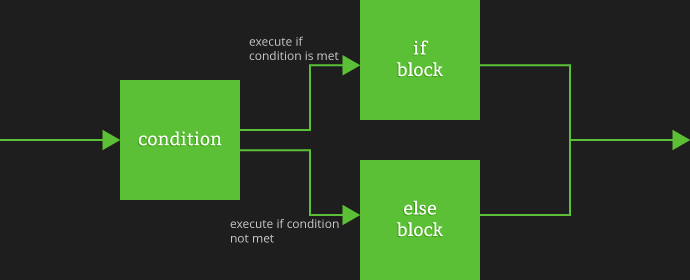 execute if
condition is met
if
block
condition
execute if condition
not met
else
block